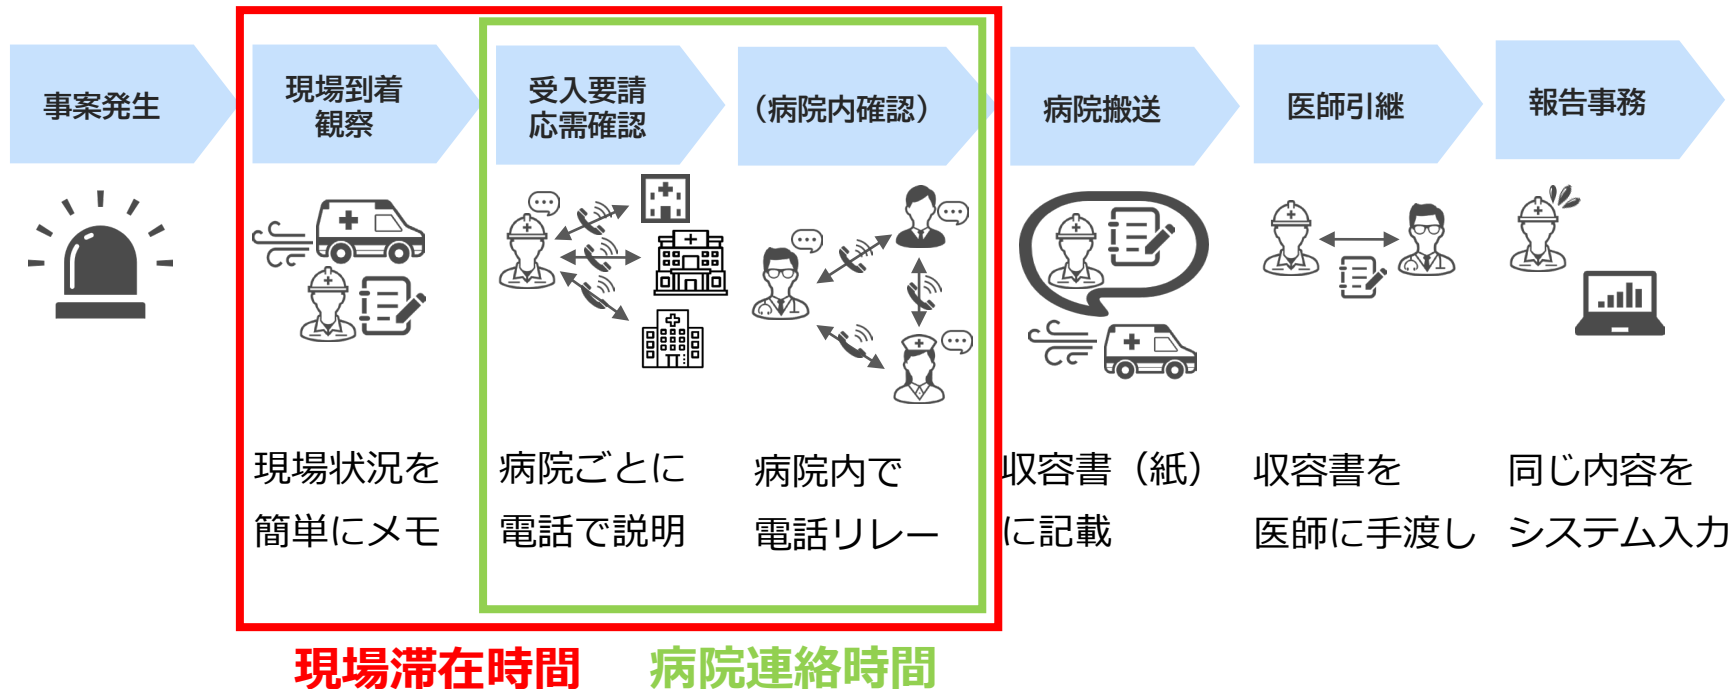 事案発生
現場到着
観察
受入要請
応需確認
（病院内確認）
病院搬送
医師引継
報告事務
現場状況を
簡単にメモ
病院ごとに
電話で説明
病院内で
電話リレー
収容書（紙）
に記載
収容書を
医師に手渡し
同じ内容を
システム入力
現場滞在時間
病院連絡時間